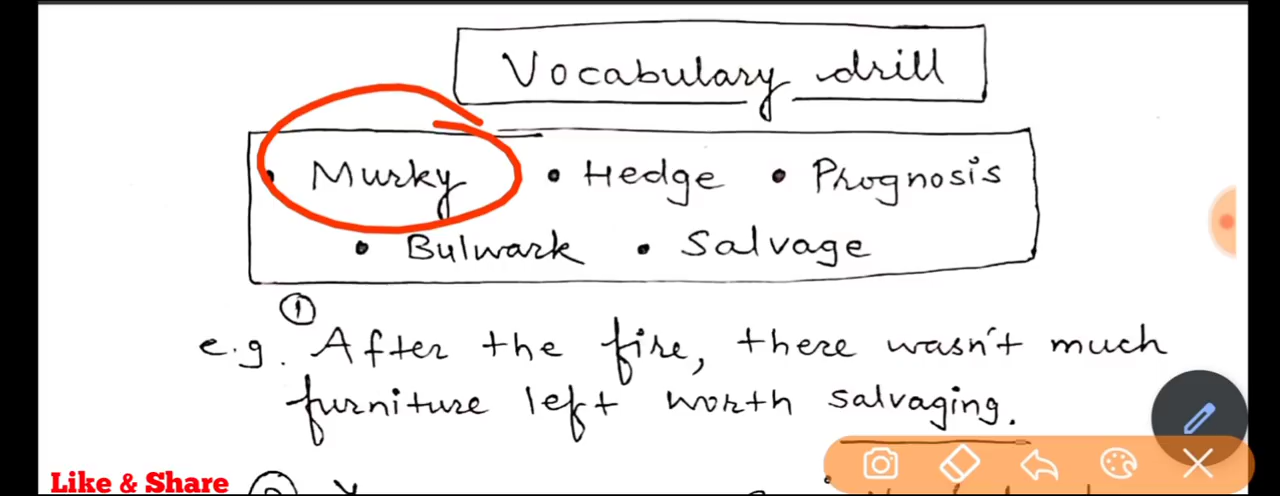 Vocabulary drill
• Murky • Hedge • Prognosis
• Bulwark • Salvage
①
e.g. After the fire, there wasn't much
furniture left worth salvaging.
Like & Share